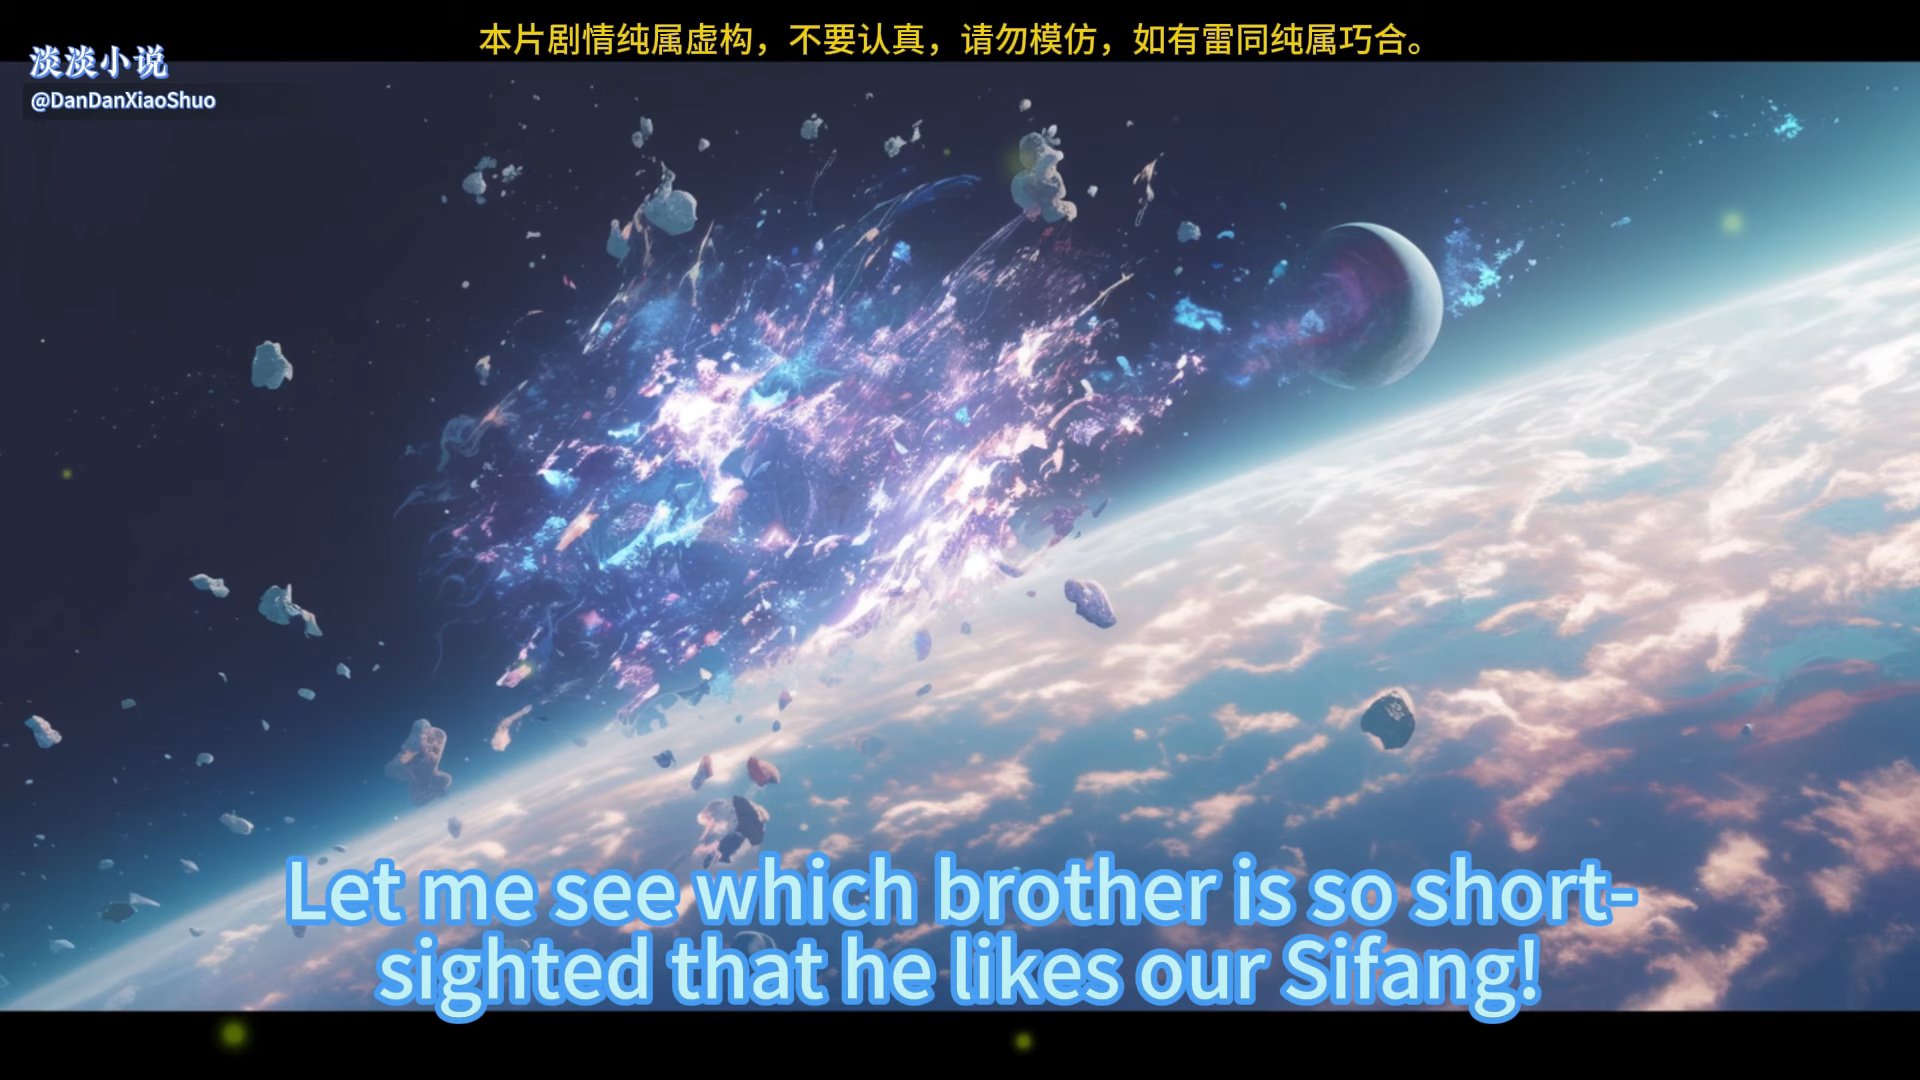 本片剧情纯属虚构，不要认真，请勿模仿，如有雷同纯属巧合。
淡淡小说
@DanDanXiaoShuo
Let me see which brother is so short-
sighted that he likes our Sifang!